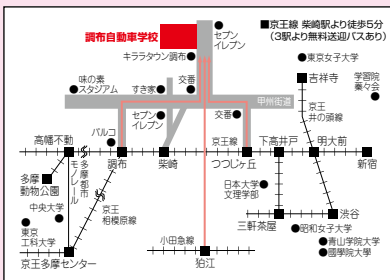 ■京王線 柴崎駅より徒歩5分
(3駅より無料送迎バスあり)
調布自動車学校
セブン
イレブン
キララタウン調布
東京女子大学
吉祥寺
学習院
乗々会
味の素
スタジアム
すき家
交番
甲州街道
京王
井の頭線
セブン
イレブン
交番
パルコ
京王線
高幡不動
調布
柴崎
つつじヶ丘
下高井戸
明大前
新宿
多摩都市
モノレール
多摩
動物公園
中央大学
京王
相模原線
日本大学
文理学部
三軒茶屋
渋谷
東京
工科大学
小田急線
昭和女子大学
青山学院大学
國學院大學
京王多摩センター
狛江